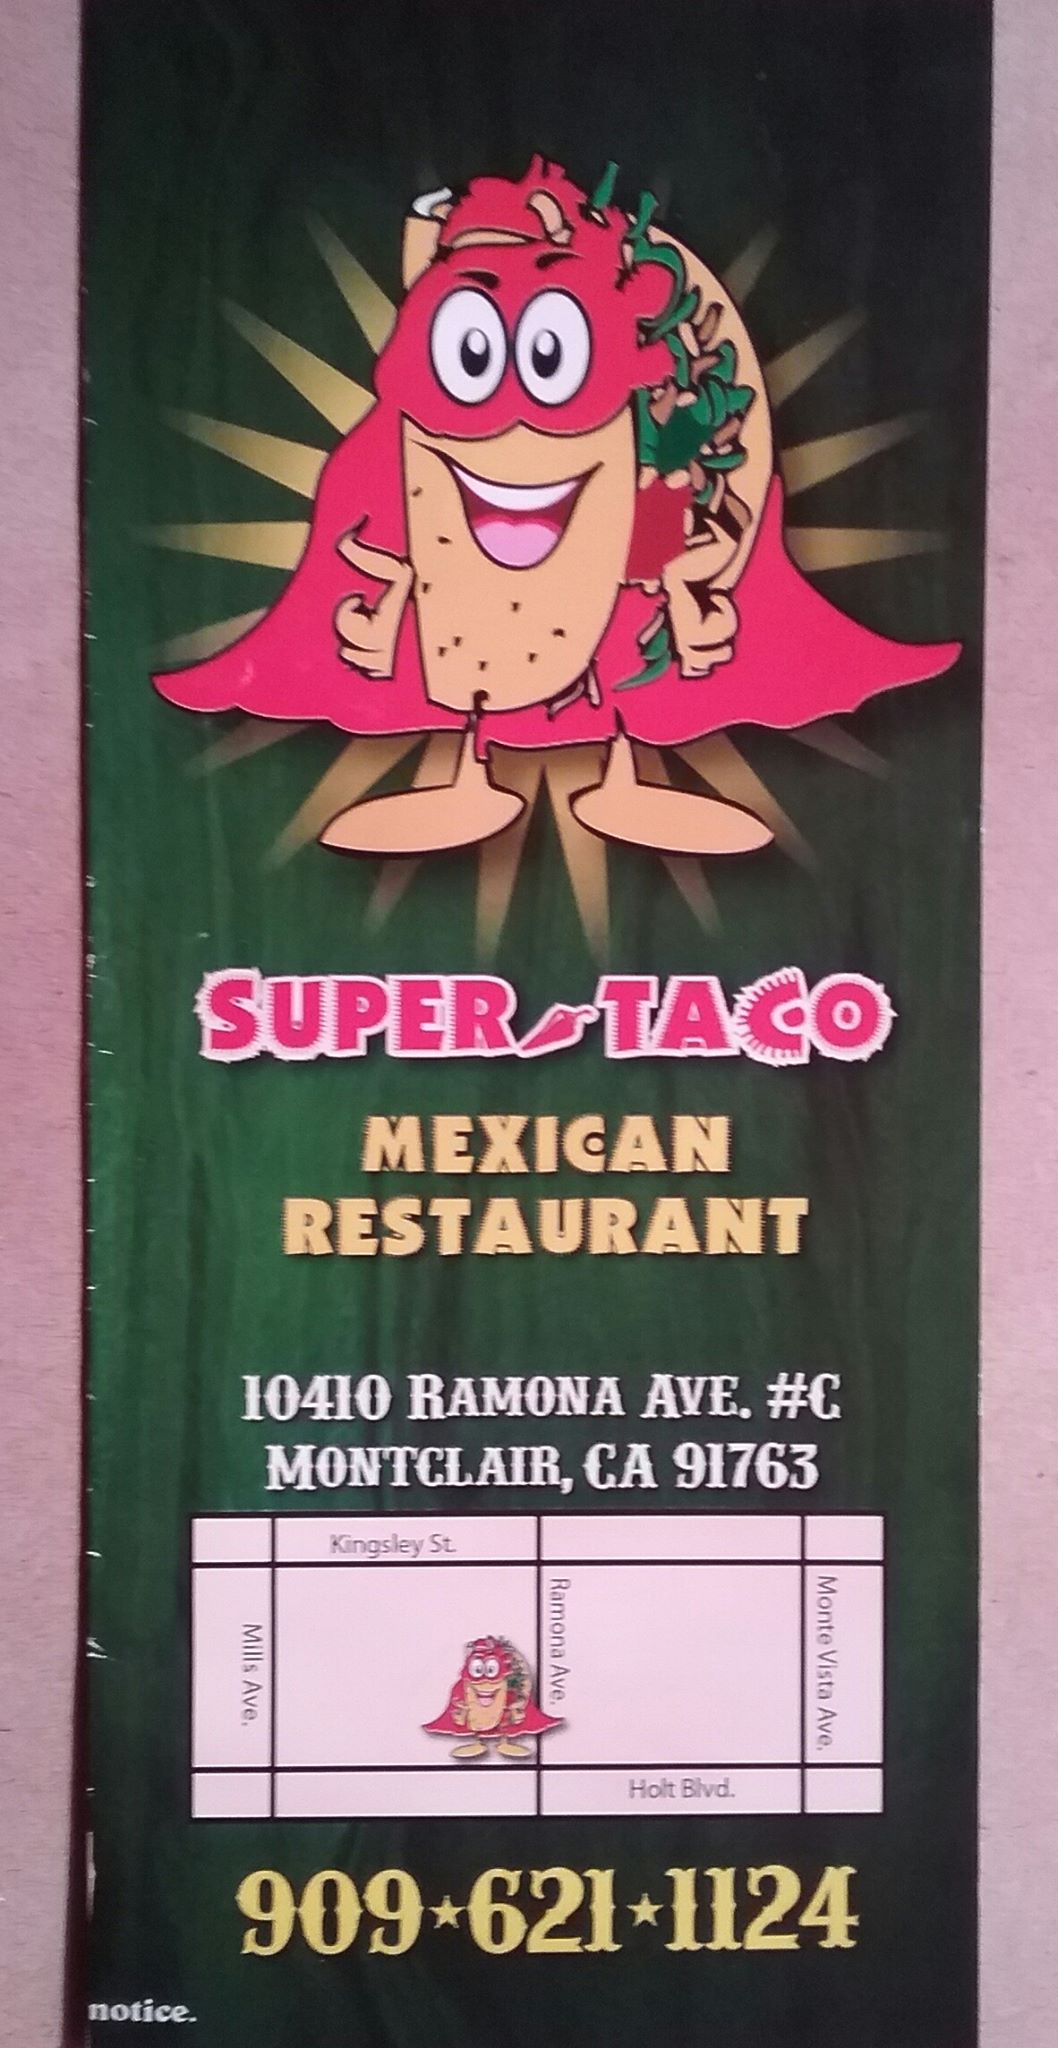 SUPER TACO
MEXICAN
RESTAURANT
10410 RAMONA AVE. #C
MONTCLAIR, CA 91763
Kingsley St.
Mills Ave.
Ramona Ave.
Monte Vista Ave.
Holt Blvd.
909★621★1124
notice.